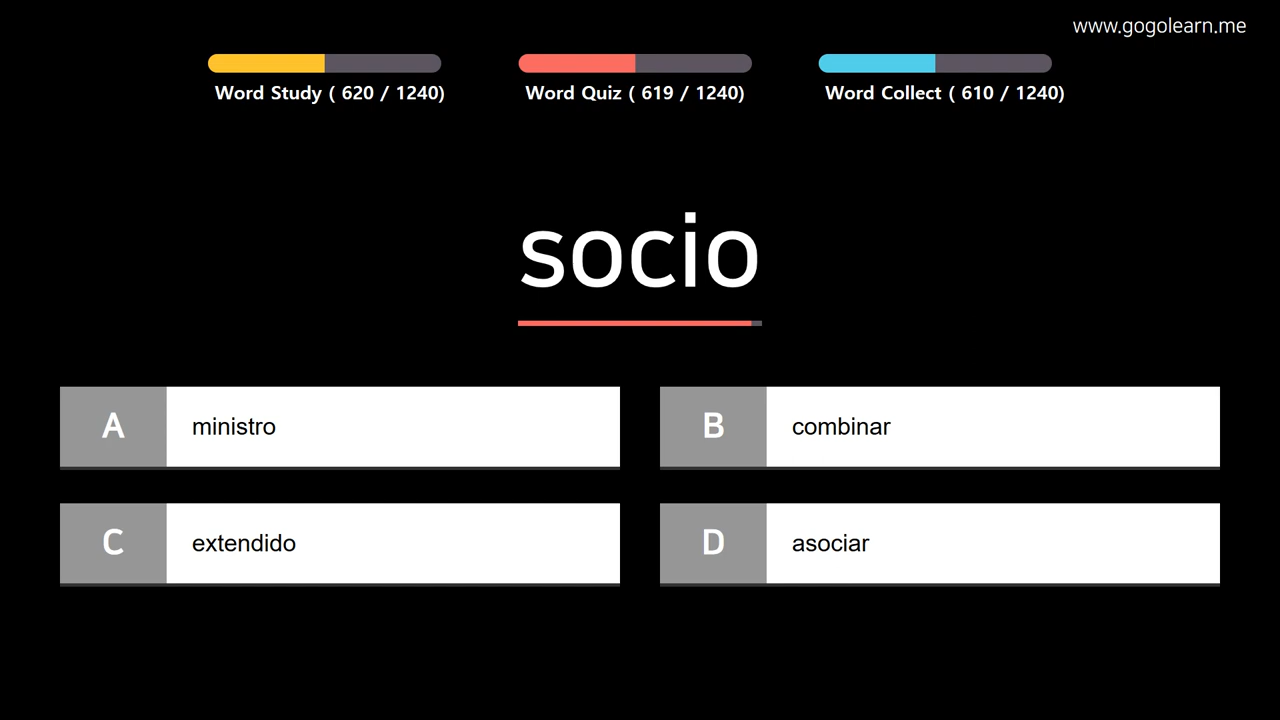 www.gogolearn.me
Word Study ( 620 / 1240)
Word Quiz ( 619 / 1240)
Word Collect ( 610 / 1240)
socio
A ministro
B combinar
C extendido
D asociar